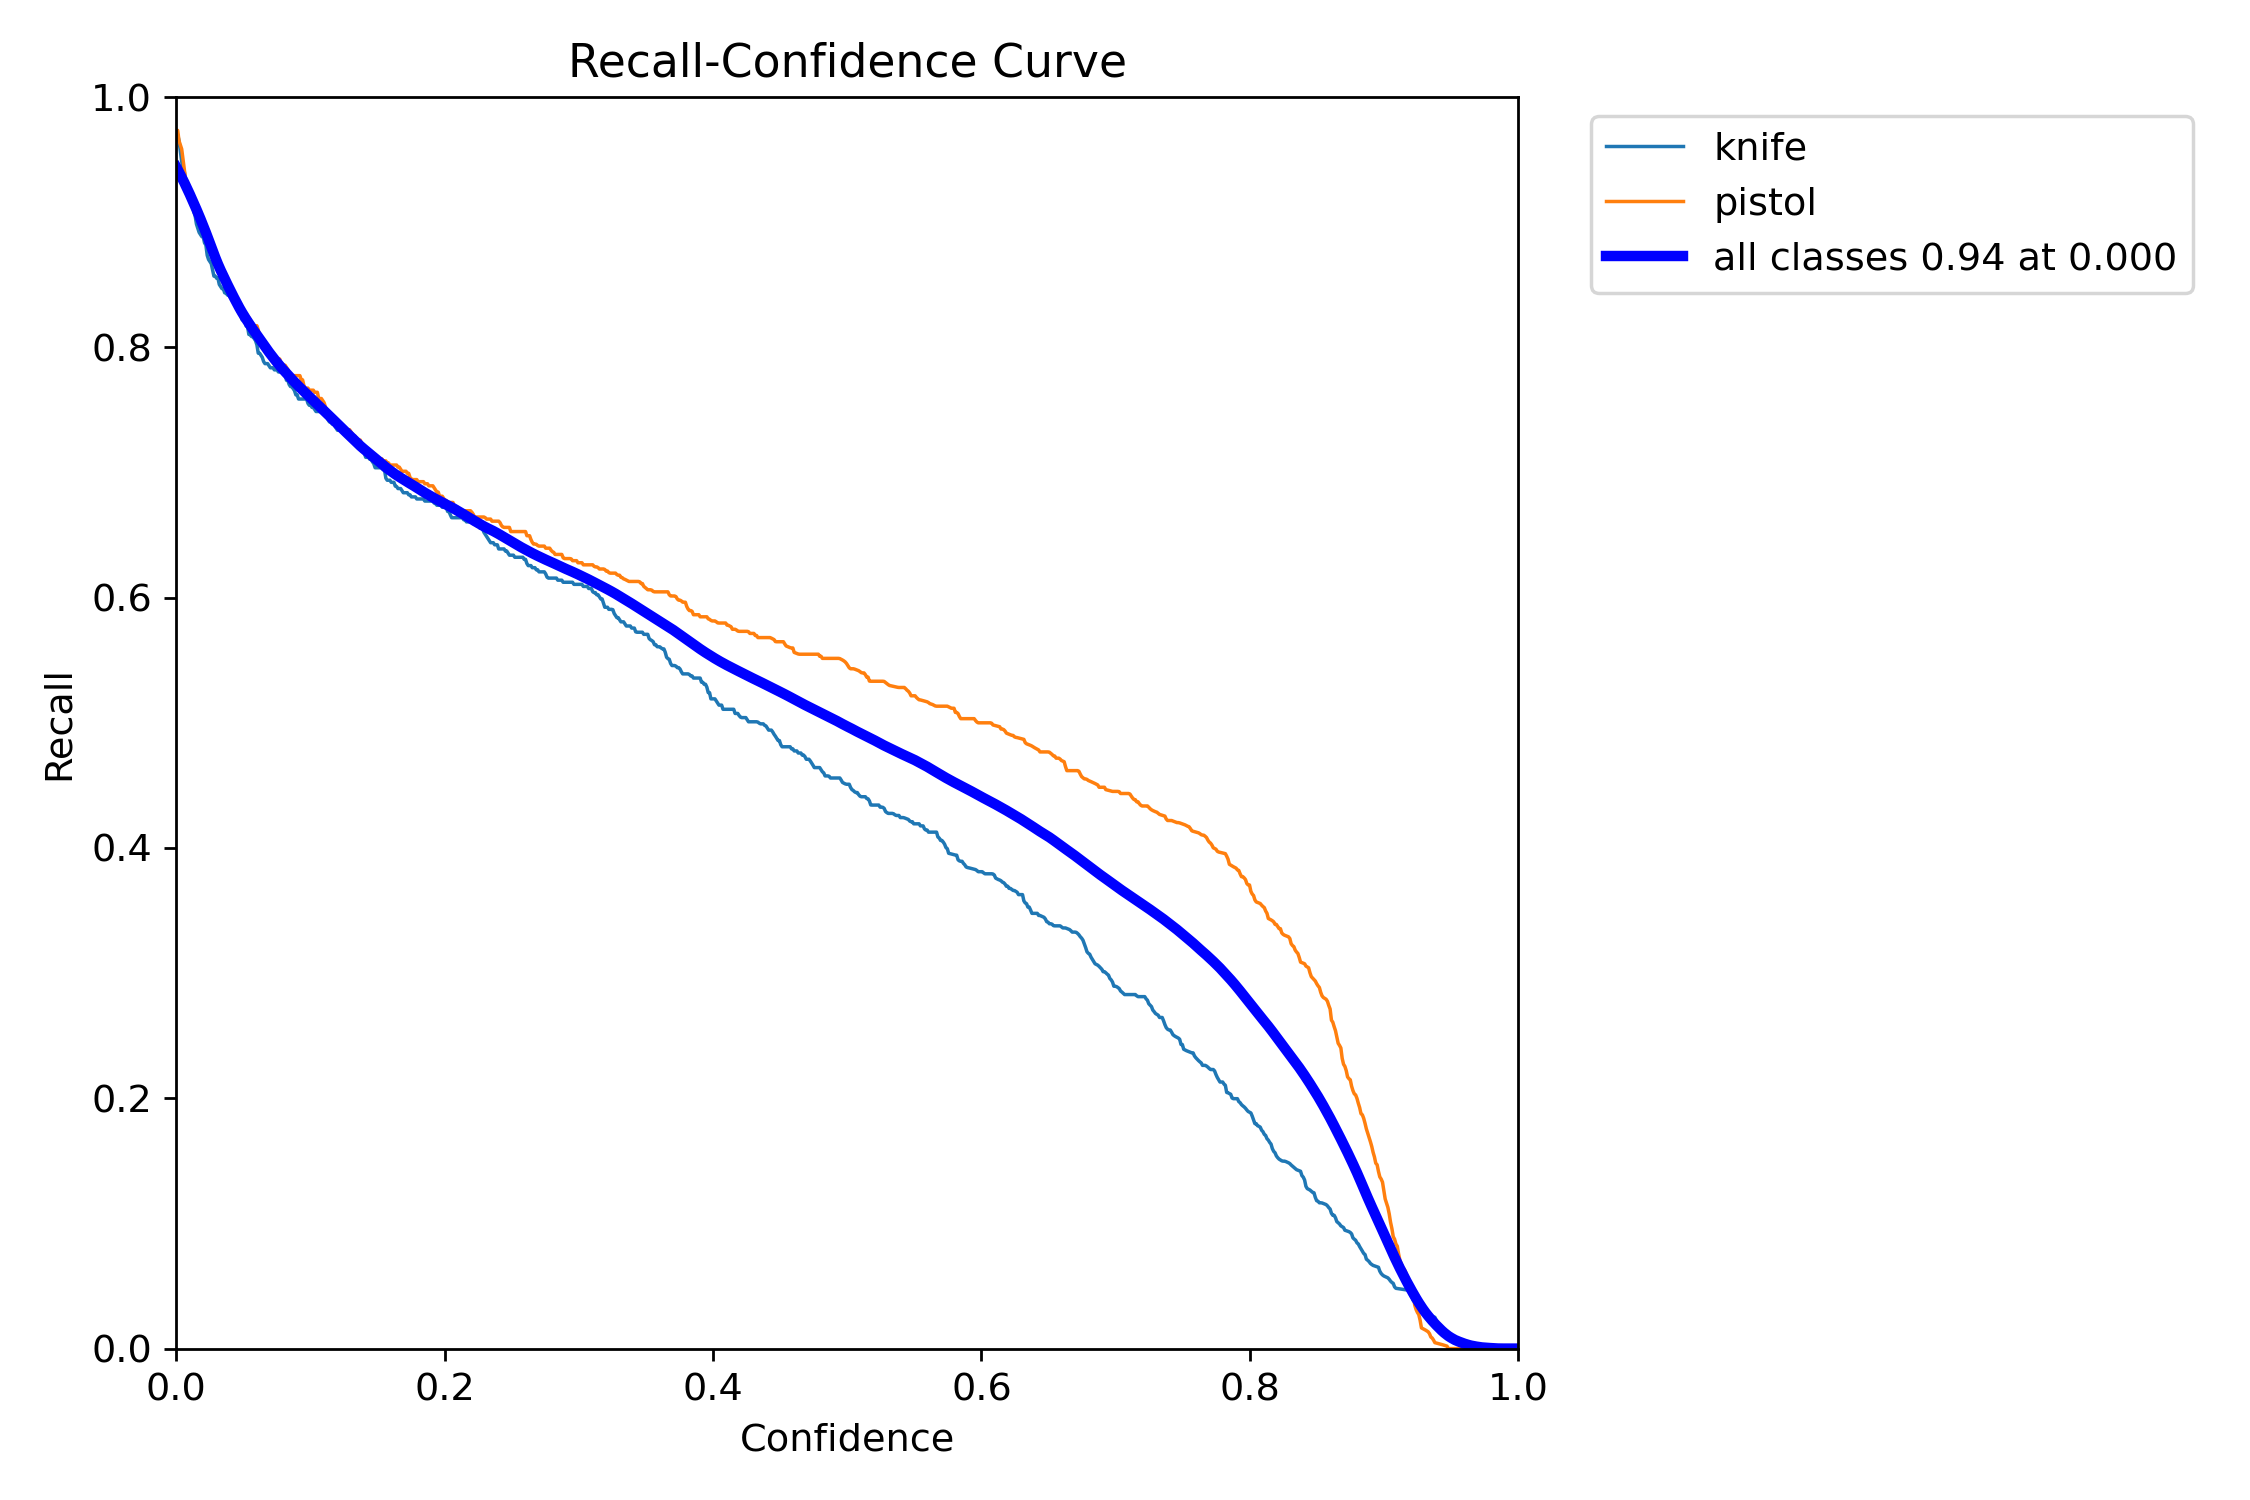 Recall-Confidence Curve
1.0
0.8
0.6
0.4
0.2
0.0
Recall
0.0 0.2 0.4 0.6 0.8 1.0
Confidence
knife
pistol
all classes 0.94 at 0.000